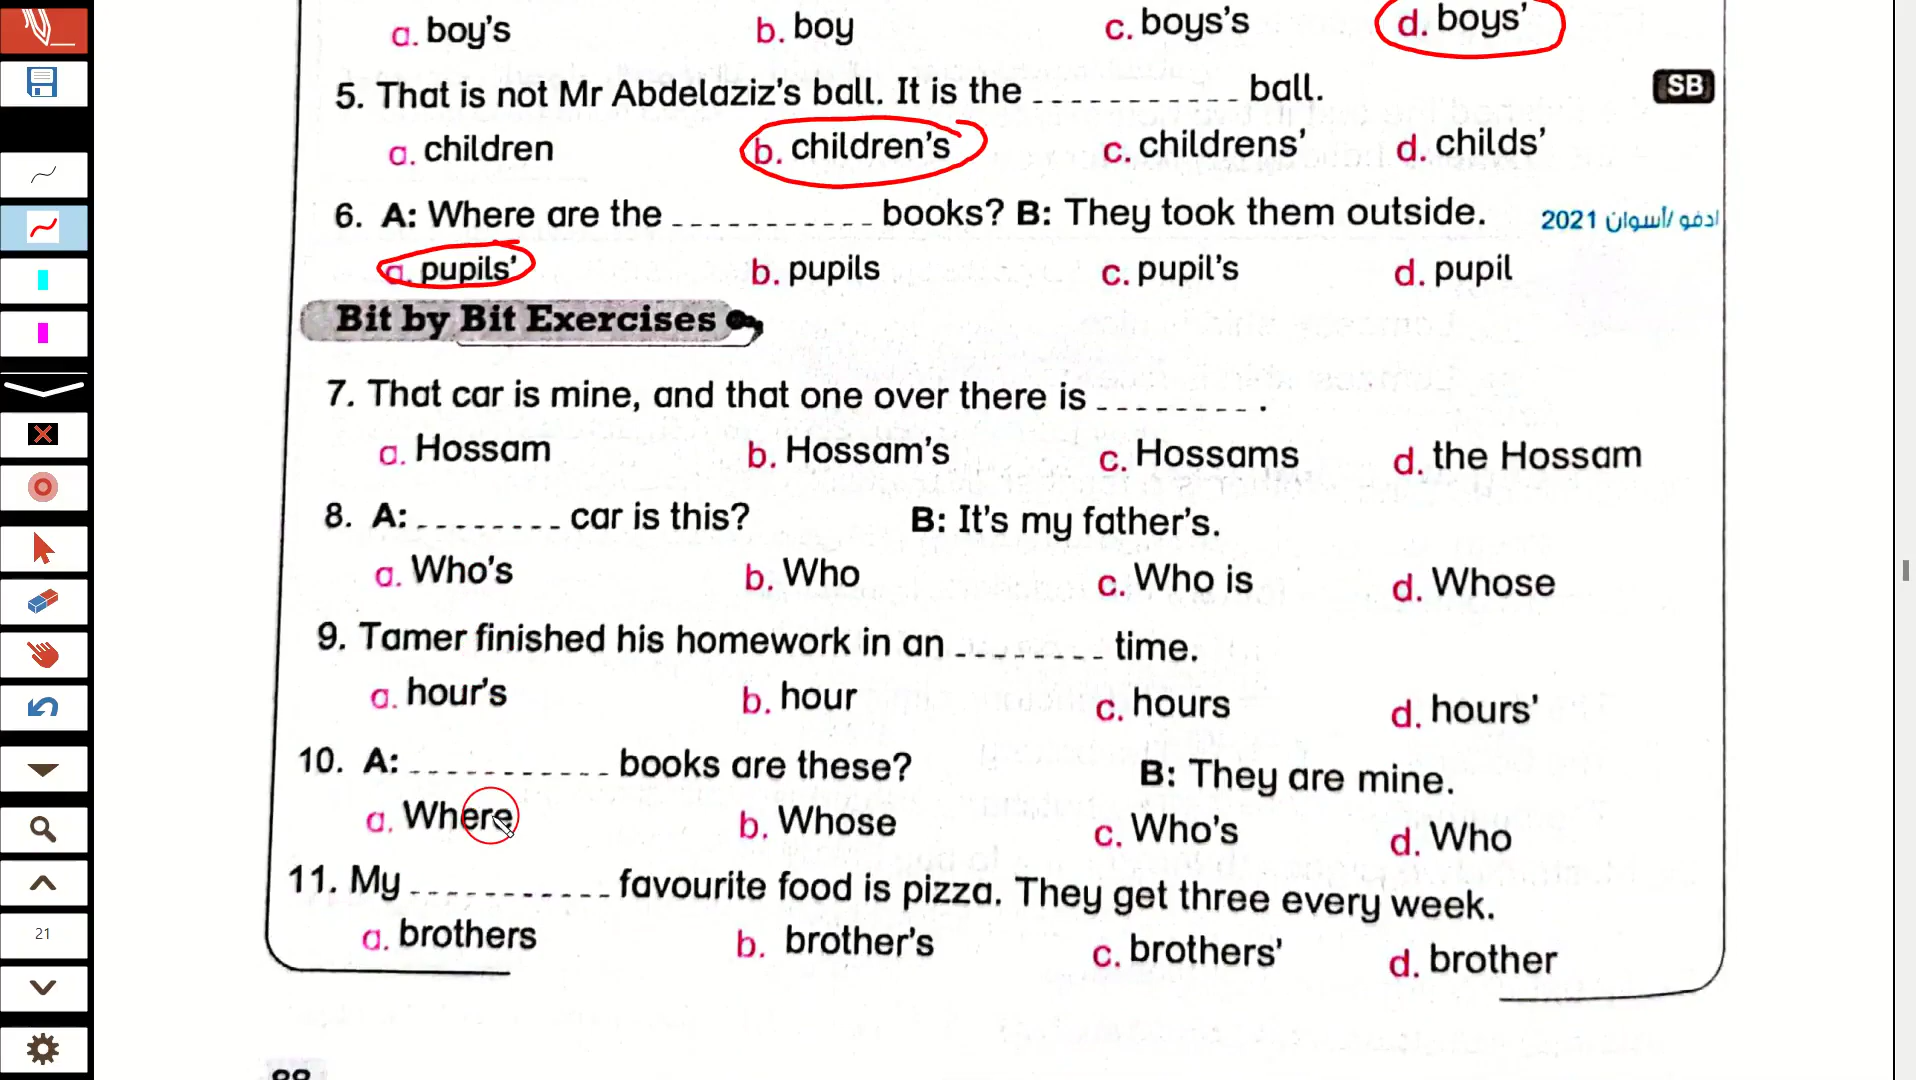 a. boy's b. boy c. boys's d. boys'
5. That is not Mr Abdelaziz's ball. It is the __________ ball. SB
a. children b. children's c. childrens' d. childs'
6. A: Where are the __________ books? B: They took them outside. ادفو /أسوان 2021
a. pupils' b. pupils c. pupil's d. pupil
Bit by Bit Exercises
7. That car is mine, and that one over there is ________ .
a. Hossam b. Hossam's c. Hossams d. the Hossam
8. A: ________ car is this? B: It's my father's.
a. Who's b. Who c. Who is d. Whose
9. Tamer finished his homework in an ________ time.
a. hour's b. hour c. hours d. hours'
10. A: __________ books are these? B: They are mine.
a. Where b. Whose c. Who's d. Who
11. My __________ favourite food is pizza. They get three every week.
a. brothers b. brother's c. brothers' d. brother
21